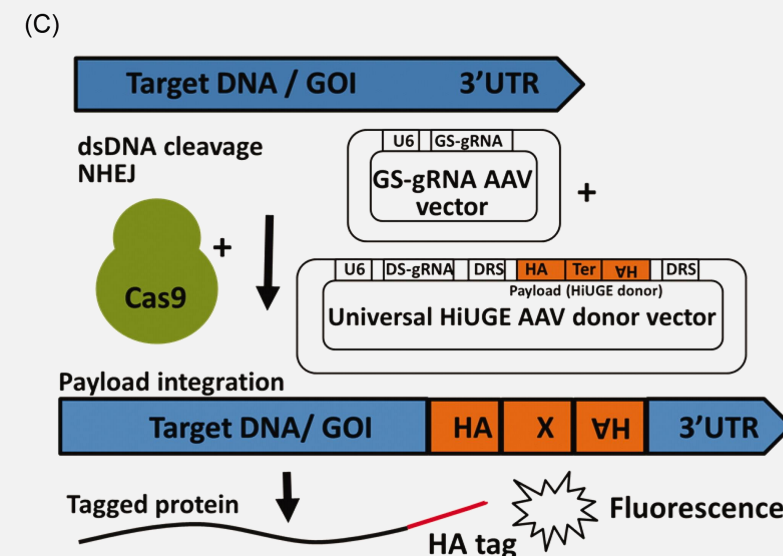 (C)
Target DNA / GOI 3'UTR
dsDNA cleavage
NHEJ
U6 GS-gRNA
GS-gRNA AAV
vector
+
+
Cas9
U6 DS-gRNA DRS HA Ter HA DRS
Payload (HiUGE donor)
Universal HiUGE AAV donor vector
Payload integration
Target DNA/ GOI HA X HA 3'UTR
Tagged protein
Fluorescence
HA tag